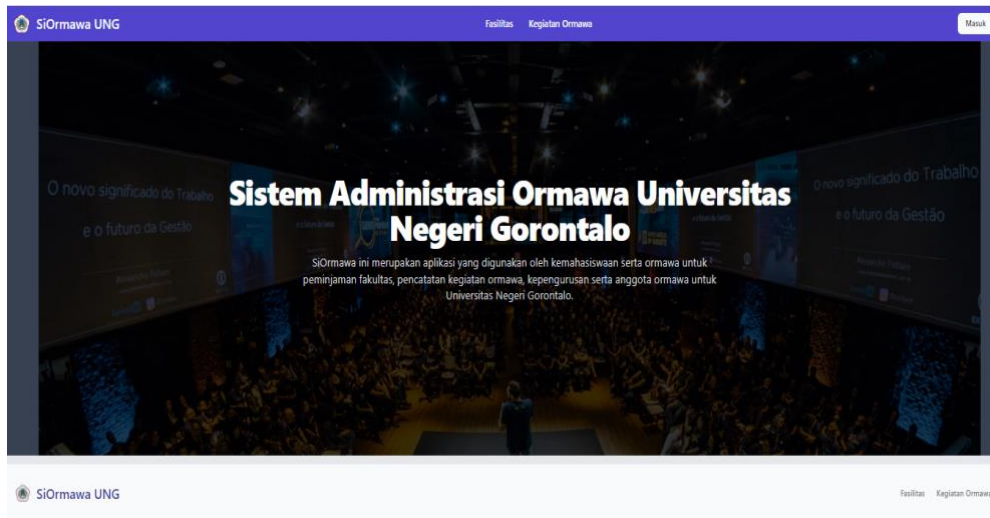 SiOrmawa UNG
Fasilitas Kegiatan Ormawa
Masuk
O novo significado do Trabalho
e o futuro da Gestão
O novo significado do Trabalho
e o futuro da Gestão
Sistem Administrasi Ormawa Universitas
Negeri Gorontalo
SiOrmawa ini merupakan aplikasi yang digunakan oleh kemahasiswaan serta ormawa untuk
peminjaman fakultas, pencatatan kegiatan ormawa, kepengurusan serta anggota ormawa untuk
Universitas Negeri Gorontalo.
SiOrmawa UNG
Fasilitas Kegiatan Ormawa